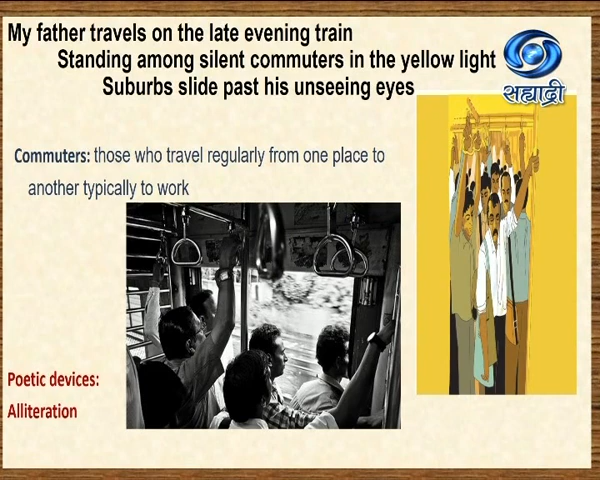 My father travels on the late evening train
Standing among silent commuters in the yellow light
Suburbs slide past his unseeing eyes
सह्याद्री
Commuters: those who travel regularly from one place to
another typically to work
Poetic devices:
Alliteration